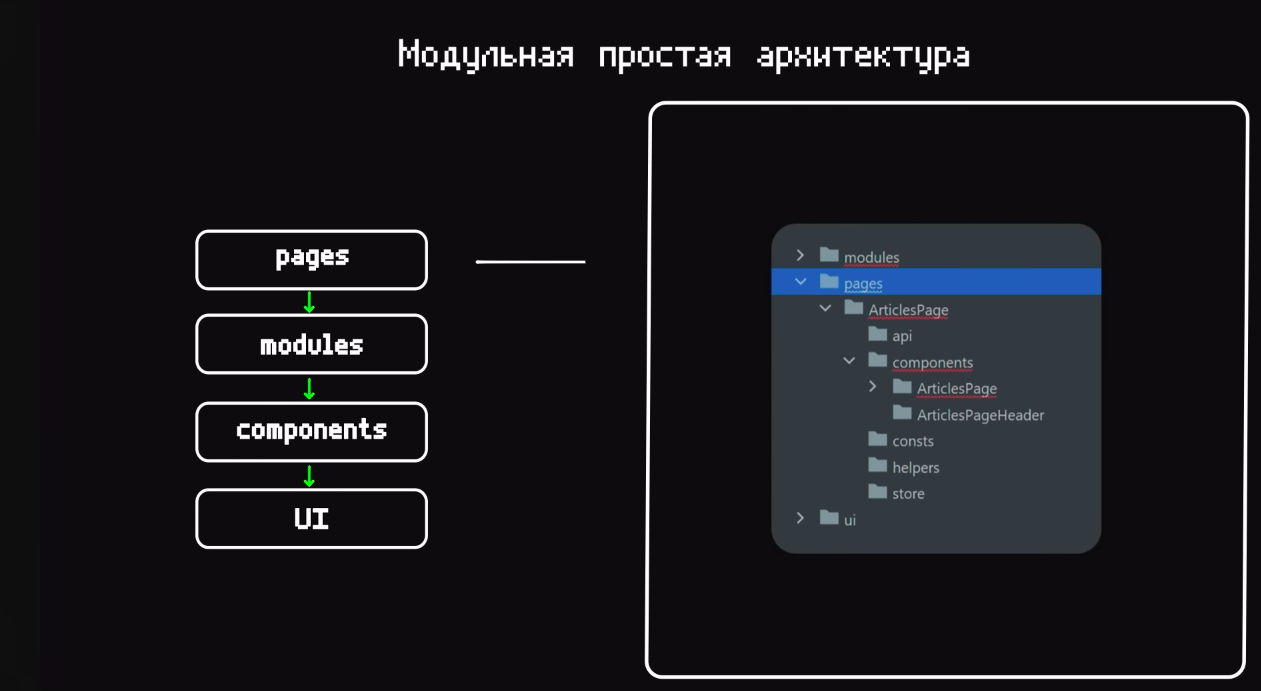 Модульная простая архитектура
pages
modules
components
UI
modules
pages
ArticlesPage
api
components
ArticlesPage
ArticlesPageHeader
consts
helpers
store
ui